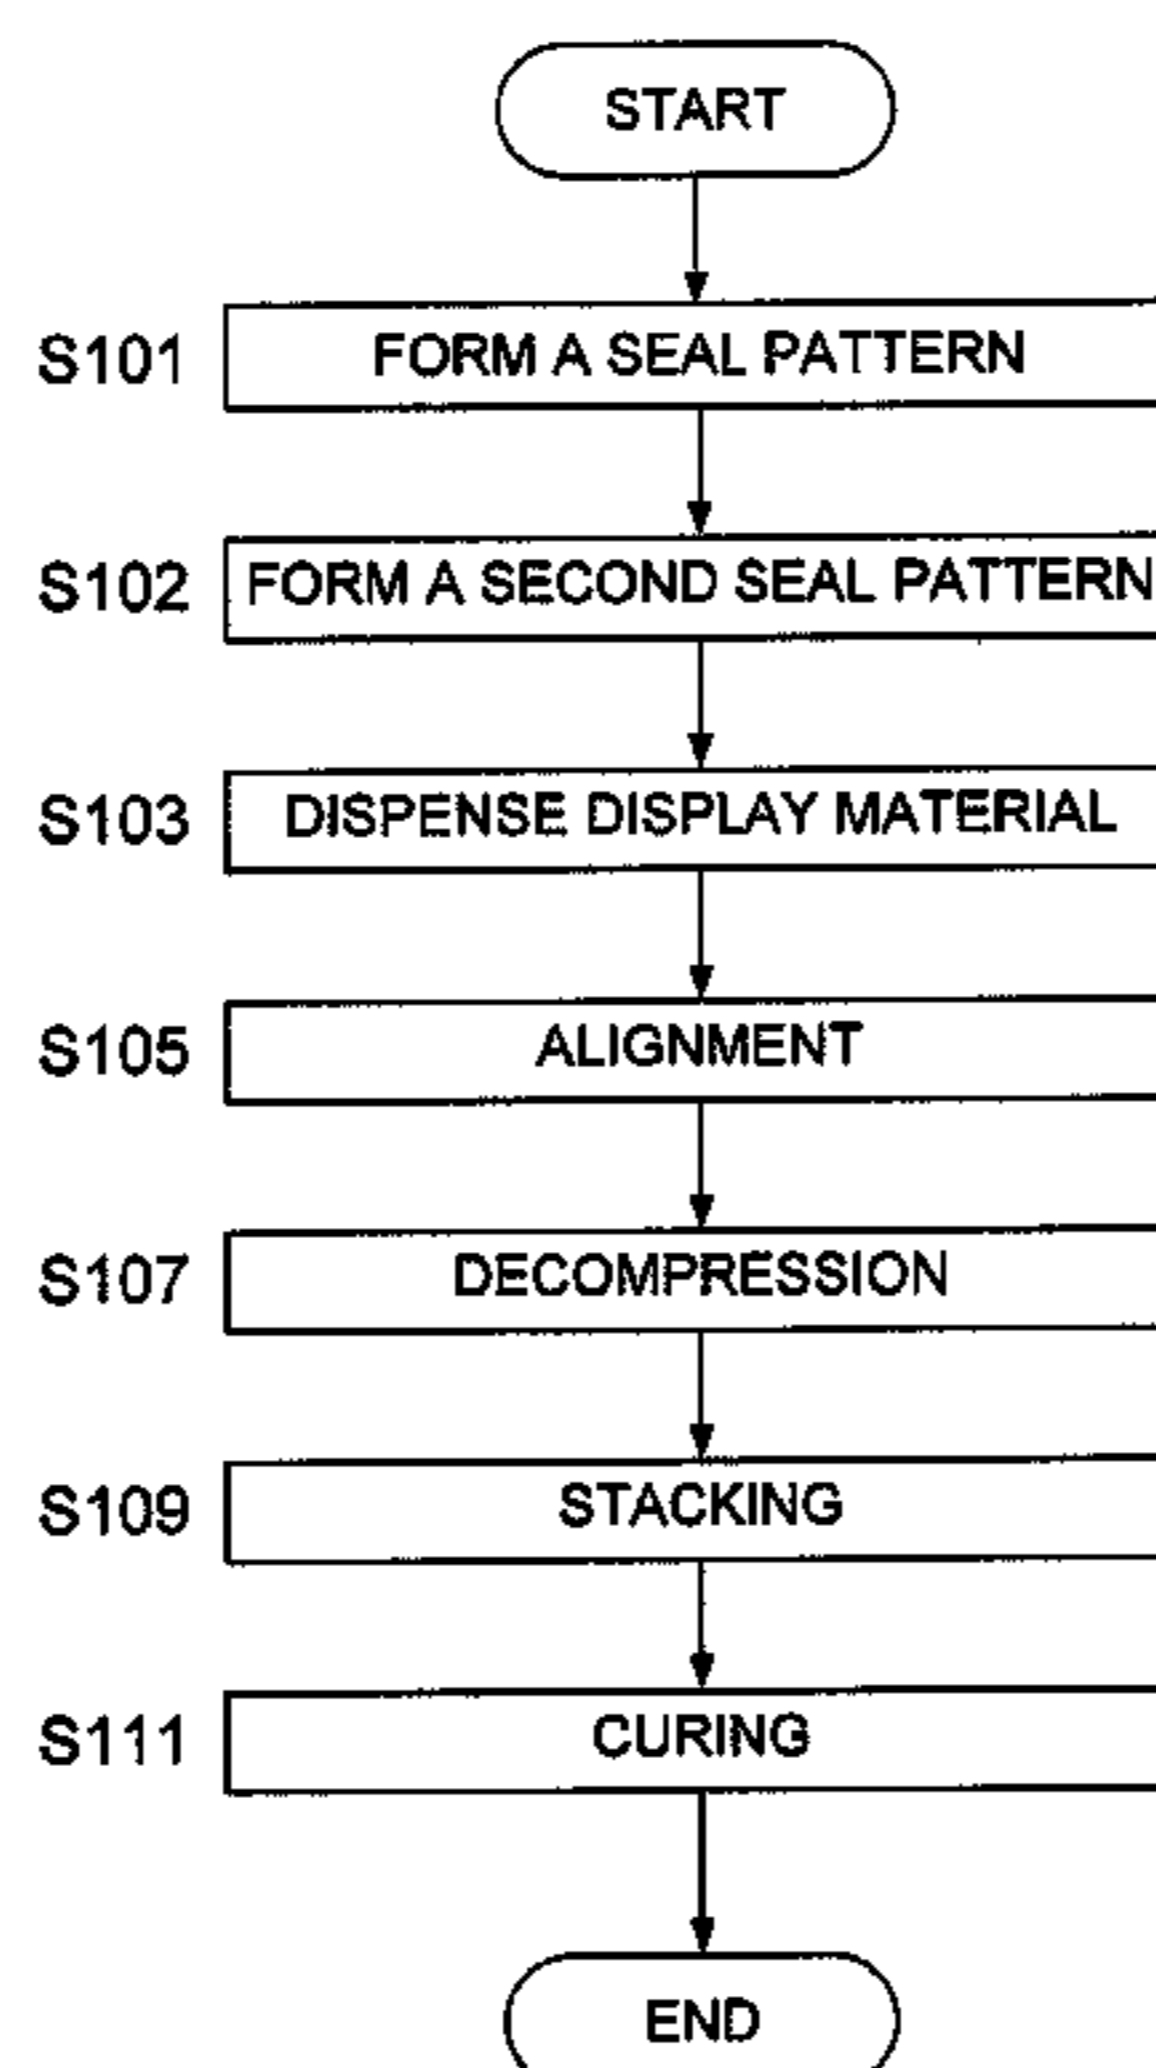 START
S101 FORM A SEAL PATTERN
S102 FORM A SECOND SEAL PATTERN
S103 DISPENSE DISPLAY MATERIAL
S105 ALIGNMENT
S107 DECOMPRESSION
S109 STACKING
S111 CURING
END